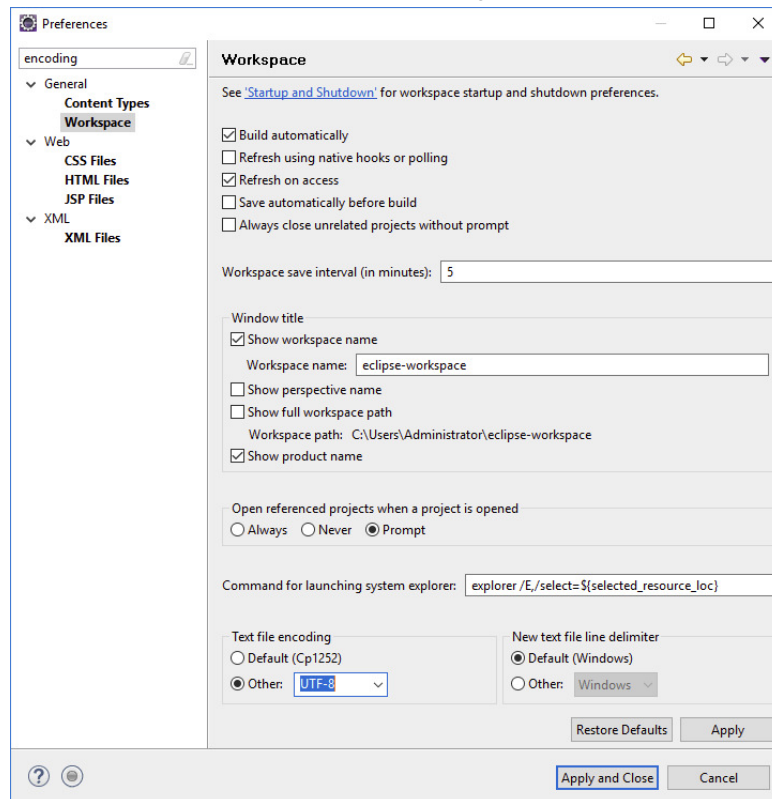 Preferences
encoding
General
Content Types
Workspace
Web
CSS Files
HTML Files
JSP Files
XML
XML Files
Workspace
See 'Startup and Shutdown' for workspace startup and shutdown preferences.
Build automatically
Refresh using native hooks or polling
Refresh on access
Save automatically before build
Always close unrelated projects without prompt
Workspace save interval (in minutes): 5
Window title
Show workspace name
Workspace name: eclipse-workspace
Show perspective name
Show full workspace path
Workspace path: C:\Users\Administrator\eclipse-workspace
Show product name
Open referenced projects when a project is opened
Always Never Prompt
Command for launching system explorer: explorer /E,/select=${selected_resource_loc}
Text file encoding
Default (Cp1252)
Other: UTF-8
New text file line delimiter
Default (Windows)
Other: Windows
Restore Defaults Apply
? Apply and Close Cancel